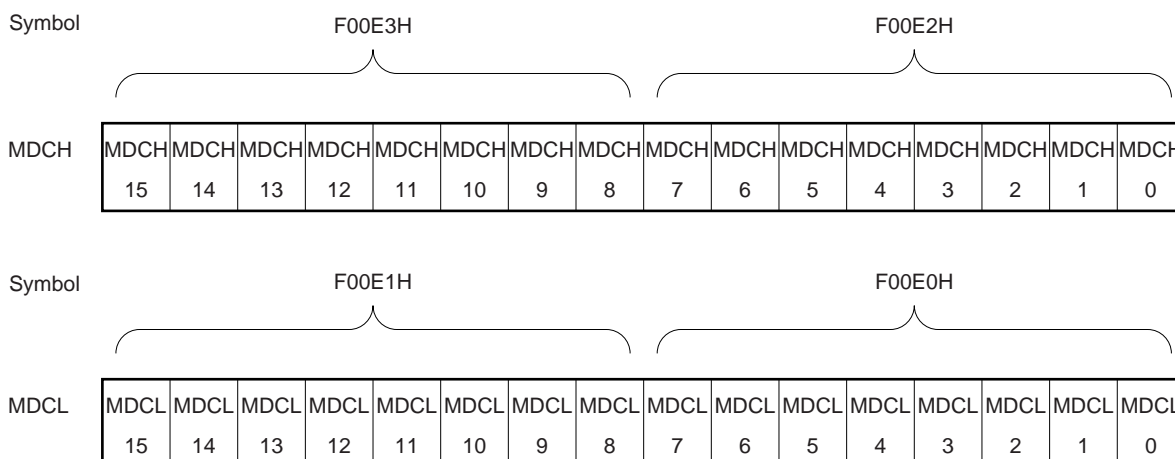 Symbol F00E3H F00E2H
MDCH MDCH MDCH MDCH MDCH MDCH MDCH MDCH MDCH MDCH MDCH MDCH MDCH MDCH MDCH MDCH MDCH
15 14 13 12 11 10 9 8 7 6 5 4 3 2 1 0
Symbol F00E1H F00E0H
MDCL MDCL MDCL MDCL MDCL MDCL MDCL MDCL MDCL MDCL MDCL MDCL MDCL MDCL MDCL MDCL MDCL
15 14 13 12 11 10 9 8 7 6 5 4 3 2 1 0